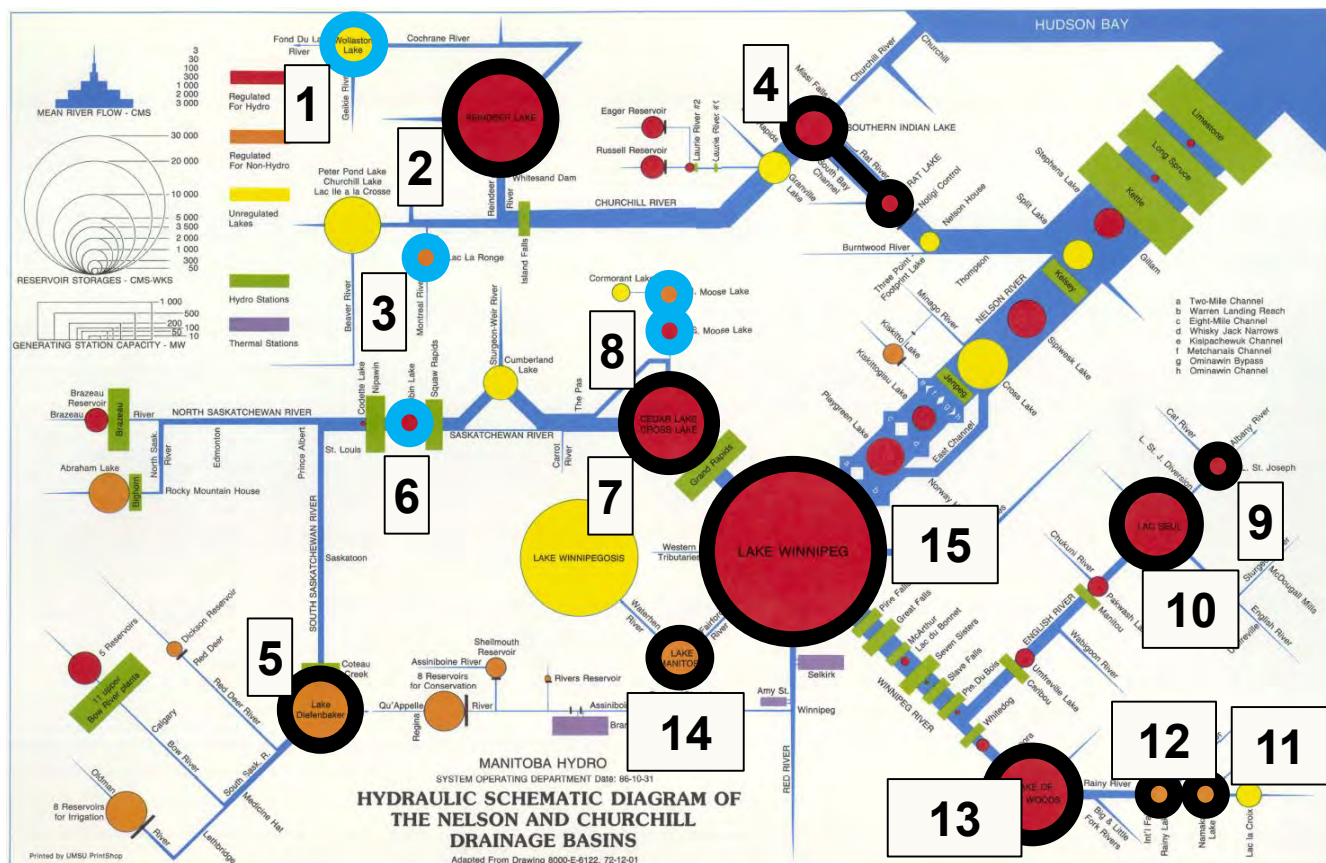 HUDSON BAY
3
30
100
300
1 000
2 000
3 000
MEAN RIVER FLOW - CMS
30 000
20 000
10 000
5 000
3 500
2 000
1 000
300
50
RESERVOIR STORAGES - CMS-WKS
1 000
500
200
100
50
10
GENERATING STATION CAPACITY - MW
Regulated
For Hydro
Regulated
For Non-Hydro
Unregulated
Lakes
Hydro Stations
Thermal Stations
1
2
3
4
5
6
7
8
9
10
11
12
13
14
15
Fond Du
River
Wollaston
Lake
Cochrane River
Geikie River
REINDEER LAKE
Whitesand Dam
Reindeer
River
Peter Pond Lake
Churchill Lake
Lac Ile a la Crosse
CHURCHILL RIVER
Island Falls
Lac La Ronge
Montreal River
Beaver River
Eager Reservoir
Russell Reservoir
Laurie River #2
Laurie River #1
Granville
Lake
Rapids
Missi Falls
Churchill River
Churchill
SOUTHERN INDIAN LAKE
South Bay
Channel
Rat River
RAT LAKE
Notigi Control
Nelson House
Burntwood River
Three Point
Footprint Lake
Thompson
Split Lake
Stephens Lake
Limestone
Long Spruce
Kettle
Gillam
Kelsey
NELSON RIVER
Sipiwesk Lake
Minago River
Kiskitto Lake
Kiskittogisu Lake
Jenpeg
Cross Lake
Playgreen Lake
East Channel
a Two-Mile Channel
b Warren Landing Reach
c Eight-Mile Channel
d Whisky Jack Narrows
e Kisipachewuk Channel
f Metchanais Channel
g Ominawin Bypass
h Ominawin Channel
Cormorant Lake
Moose Lake
Moose Lake
Sturgeon-Weir River
Cumberland
Lake
The Pas
CEDAR LAKE
CROSS LAKE
Grand Rapids
Brazeau
Reservoir
Brazeau
River
Brazeau
NORTH SASKATCHEWAN RIVER
North Sask.
River
Edmonton
Abraham Lake
Bighorn
Rocky Mountain House
Prince Albert
St. Louis
Codette Lake
Nipawin
Squaw Rapids
SASKATCHEWAN RIVER
Carrot
River
SOUTH SASKATCHEWAN RIVER
Saskatoon
LAKE WINNIPEGOSIS
Western
Tributaries
LAKE WINNIPEG
Waterhen
River
Fairford
River
LAKE
Coteau
Creek
Lake
Diefenbaker
5 Reservoirs
11 upper
Bow River plants
Dickson Reservoir
Red Deer
Red Deer River
Calgary
Bow River
South Sask. R.
Medicine Hat
Oldman
8 Reservoirs
for Irrigation
River
Lethbridge
Shellmouth
Reservoir
Assiniboine River
8 Reservoirs
for Conservation
Rivers Reservoir
Qu'Appelle
River
Regina
Assiniboi
Bran
Selkirk
Amy St.
Winnipeg
RED RIVER
Pine Falls
Great Falls
McArthur
Lac du Bonnet
Seven Sisters
Slave Falls
Pte. Du Bois
WINNIPEG RIVER
Whitedog
ENGLISH RIVER
Umfreville Lake
Caribou
Wabigoon River
Manitou
Pakwash
Chukuni River
LAC SEUL
L. St. J. Diversion
Cat River
Albany River
L. St. Joseph
McDougall Mills
English River
WOODS
Rainy River
Big & Little
Fork Rivers
Rainy
Lake
Lac la Croix
MANITOBA HYDRO
SYSTEM OPERATING DEPARTMENT Date: 86-10-31
HYDRAULIC SCHEMATIC DIAGRAM OF
THE NELSON AND CHURCHILL
DRAINAGE BASINS
Adapted From Drawing 8000-E-6122, 72-12-01
Printed by UMSU PrintShop